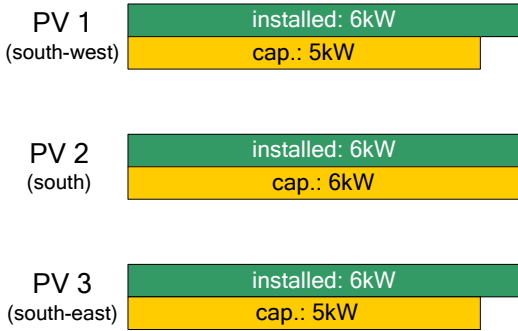 PV 1
(south-west)
installed: 6kW
cap.: 5kW
PV 2
(south)
installed: 6kW
cap.: 6kW
PV 3
(south-east)
installed: 6kW
cap.: 5kW